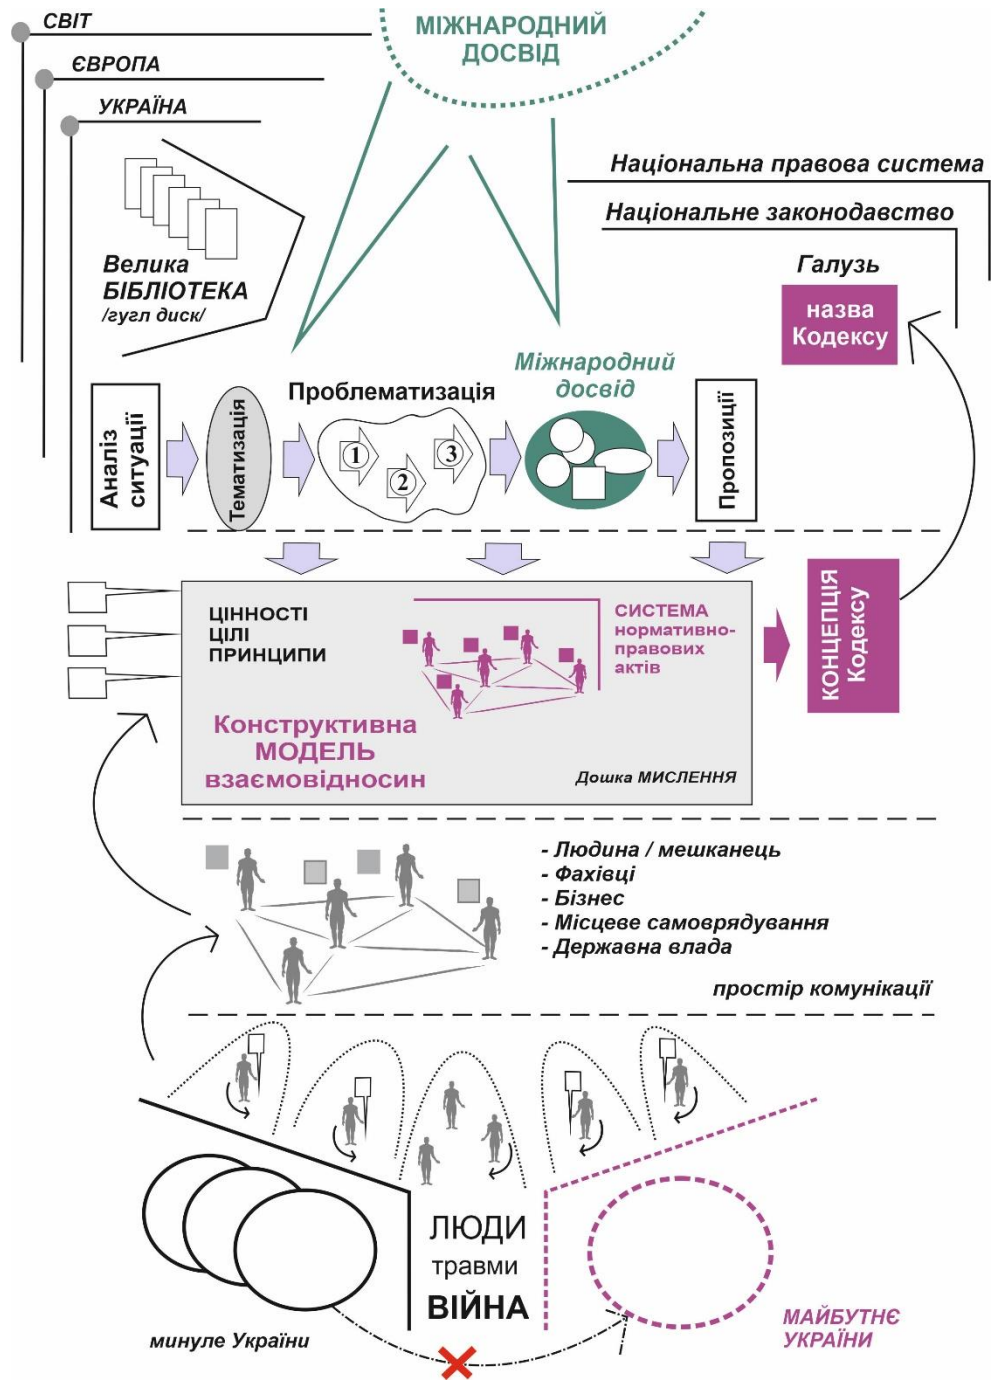 СВІТ
ЄВРОПА
УКРАЇНА
МІЖНАРОДНИЙ
ДОСВІД
Національна правова система
Національне законодавство
Галузь
назва
Кодексу
Велика
БІБЛІОТЕКА
/гугл диск/
Аналіз
ситуації
Тематизація
Проблематизація
1
2
3
Міжнародний
досвід
Пропозиції
ЦІННОСТІ
ЦІЛІ
ПРИНЦИПИ
СИСТЕМА
нормативно-
правових
актів
Конструктивна
МОДЕЛЬ
взаємовідносин
Дошка МИСЛЕННЯ
КОНЦЕПЦІЯ
Кодексу
- Людина / мешканець
- Фахівці
- Бізнес
- Місцеве самоврядування
- Державна влада
простір комунікації
ЛЮДИ
травми
ВІЙНА
минуле України
МАЙБУТНЄ
УКРАЇНИ